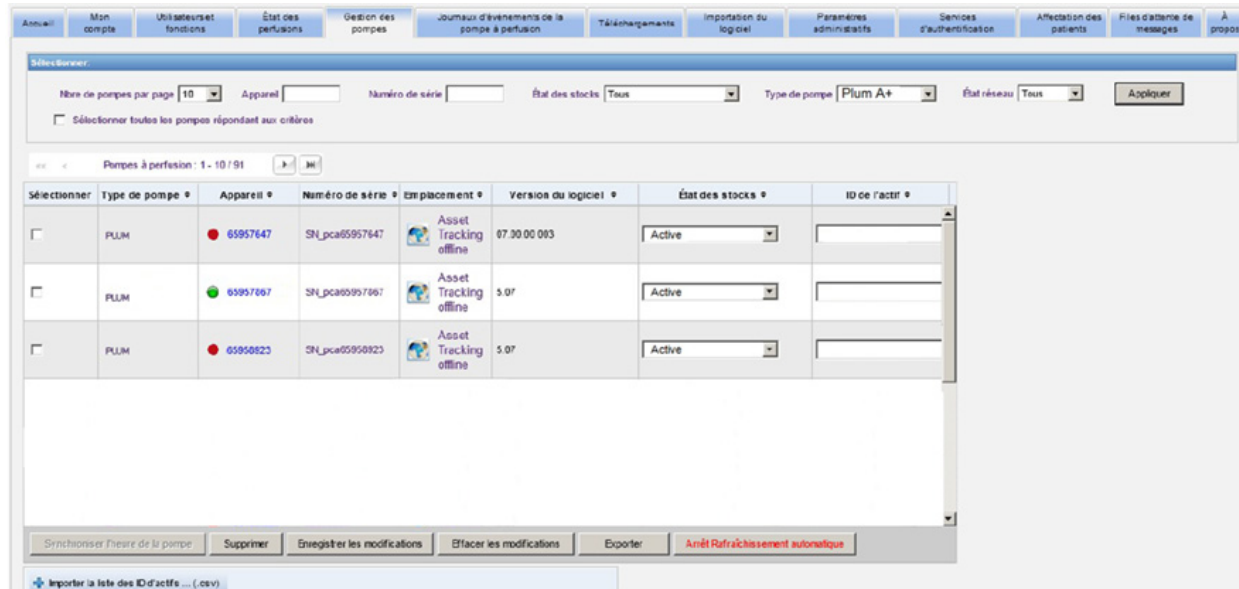 Accueil
Mon compte
Utilisateurs et fonctions
État des perfusions
Gestion des pompes
Journaux d'événements de la pompe à perfusion
Téléchargements
Importation du logiciel
Paramètres administratifs
Services d'authentification
Affectation des patients
Files d'attente de messages
À propos
Sélectionner:
Nbre de pompes par page 10 Appareil Numéro de série État des stocks Tous Type de pompe Plum A+ État réseau Tous Appliquer
Sélectionner toutes les pompes répondant aux critères
<< < Pompes à perfusion : 1 - 10 / 91
Sélectionner Type de pompe Appareil Numéro de série Emplacement Version du logiciel État des stocks ID de l'actif
PLUM 65957647 SN_pca65957647 Asset Tracking offline 07.00.00.003 Active
PLUM 65957867 SN_pca65957867 Asset Tracking offline 5.07 Active
PLUM 65958923 SN_pca65958923 Asset Tracking offline 5.07 Active
Synchroniser l'heure de la pompe Supprimer Enregistrer les modifications Effacer les modifications Exporter Arrêt Rafraîchissement automatique
Importer la liste des ID d'actifs ... (.csv)